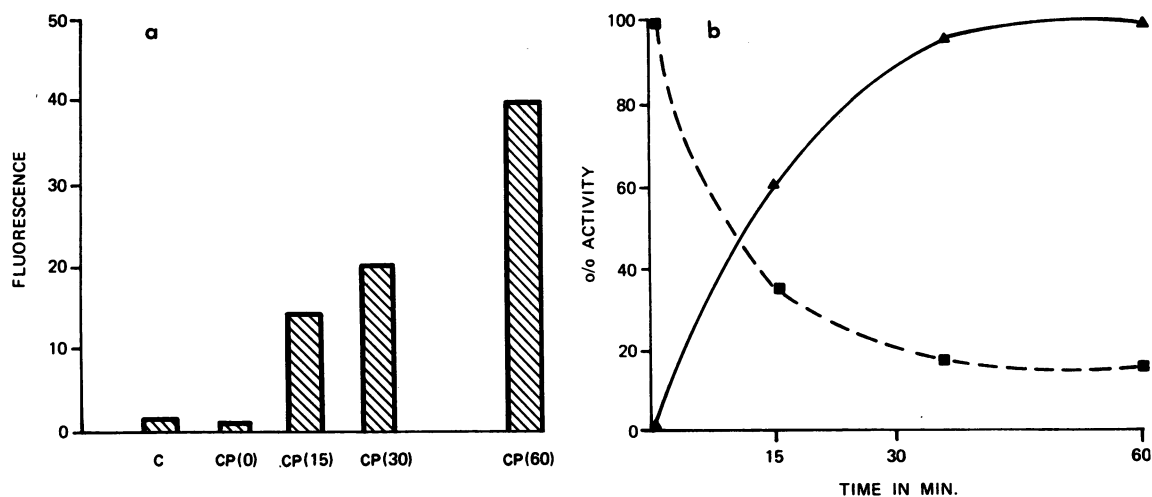 a
50
40
30
20
10
0
FLUORESCENCE
C CP(0) CP(15) CP(30) CP(60)
b
100
80
60
40
20
0
% ACTIVITY
15 30 60
TIME IN MIN.